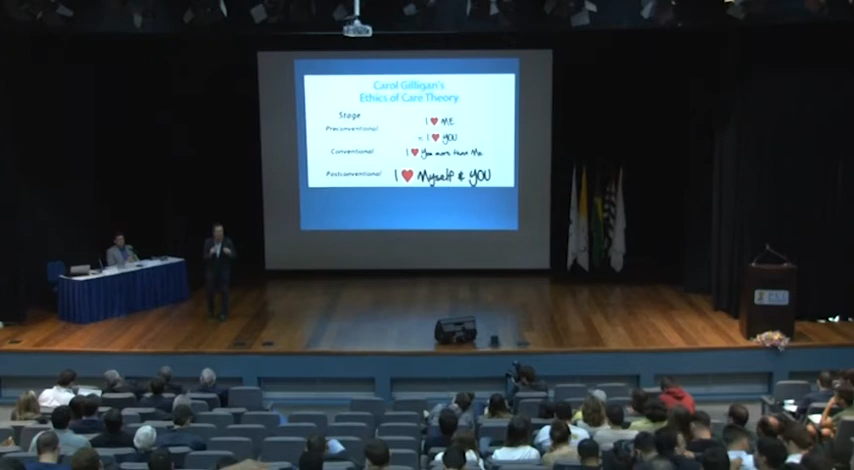 Carol Gilligan's
Ethics of Care Theory
Stage
Preconventional
I ❤ ME
I ❤ YOU
Conventional
I ❤ You more than Me
Postconventional
I ❤ Myself & YOU